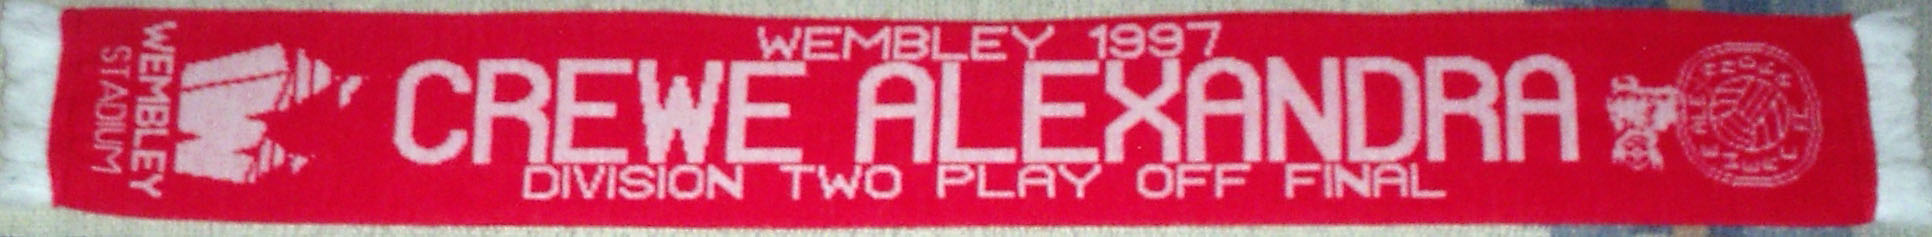 WEMBLEY
STADIUM
WEMBLEY 1997
CREWE ALEXANDRA
DIVISION TWO PLAY OFF FINAL